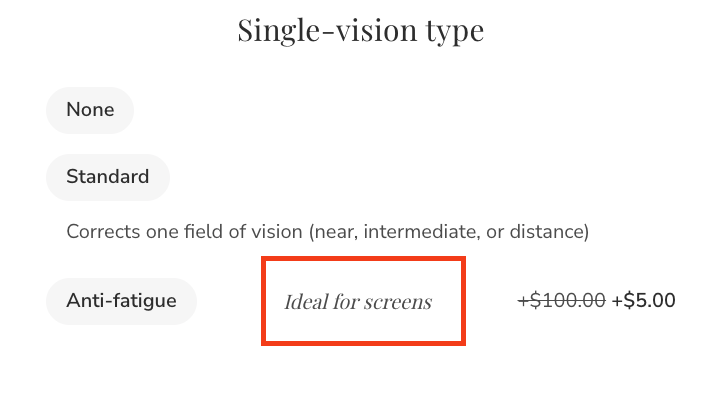 Single-vision type
None
Standard
Corrects one field of vision (near, intermediate, or distance)
Anti-fatigue Ideal for screens +$100.00 +$5.00